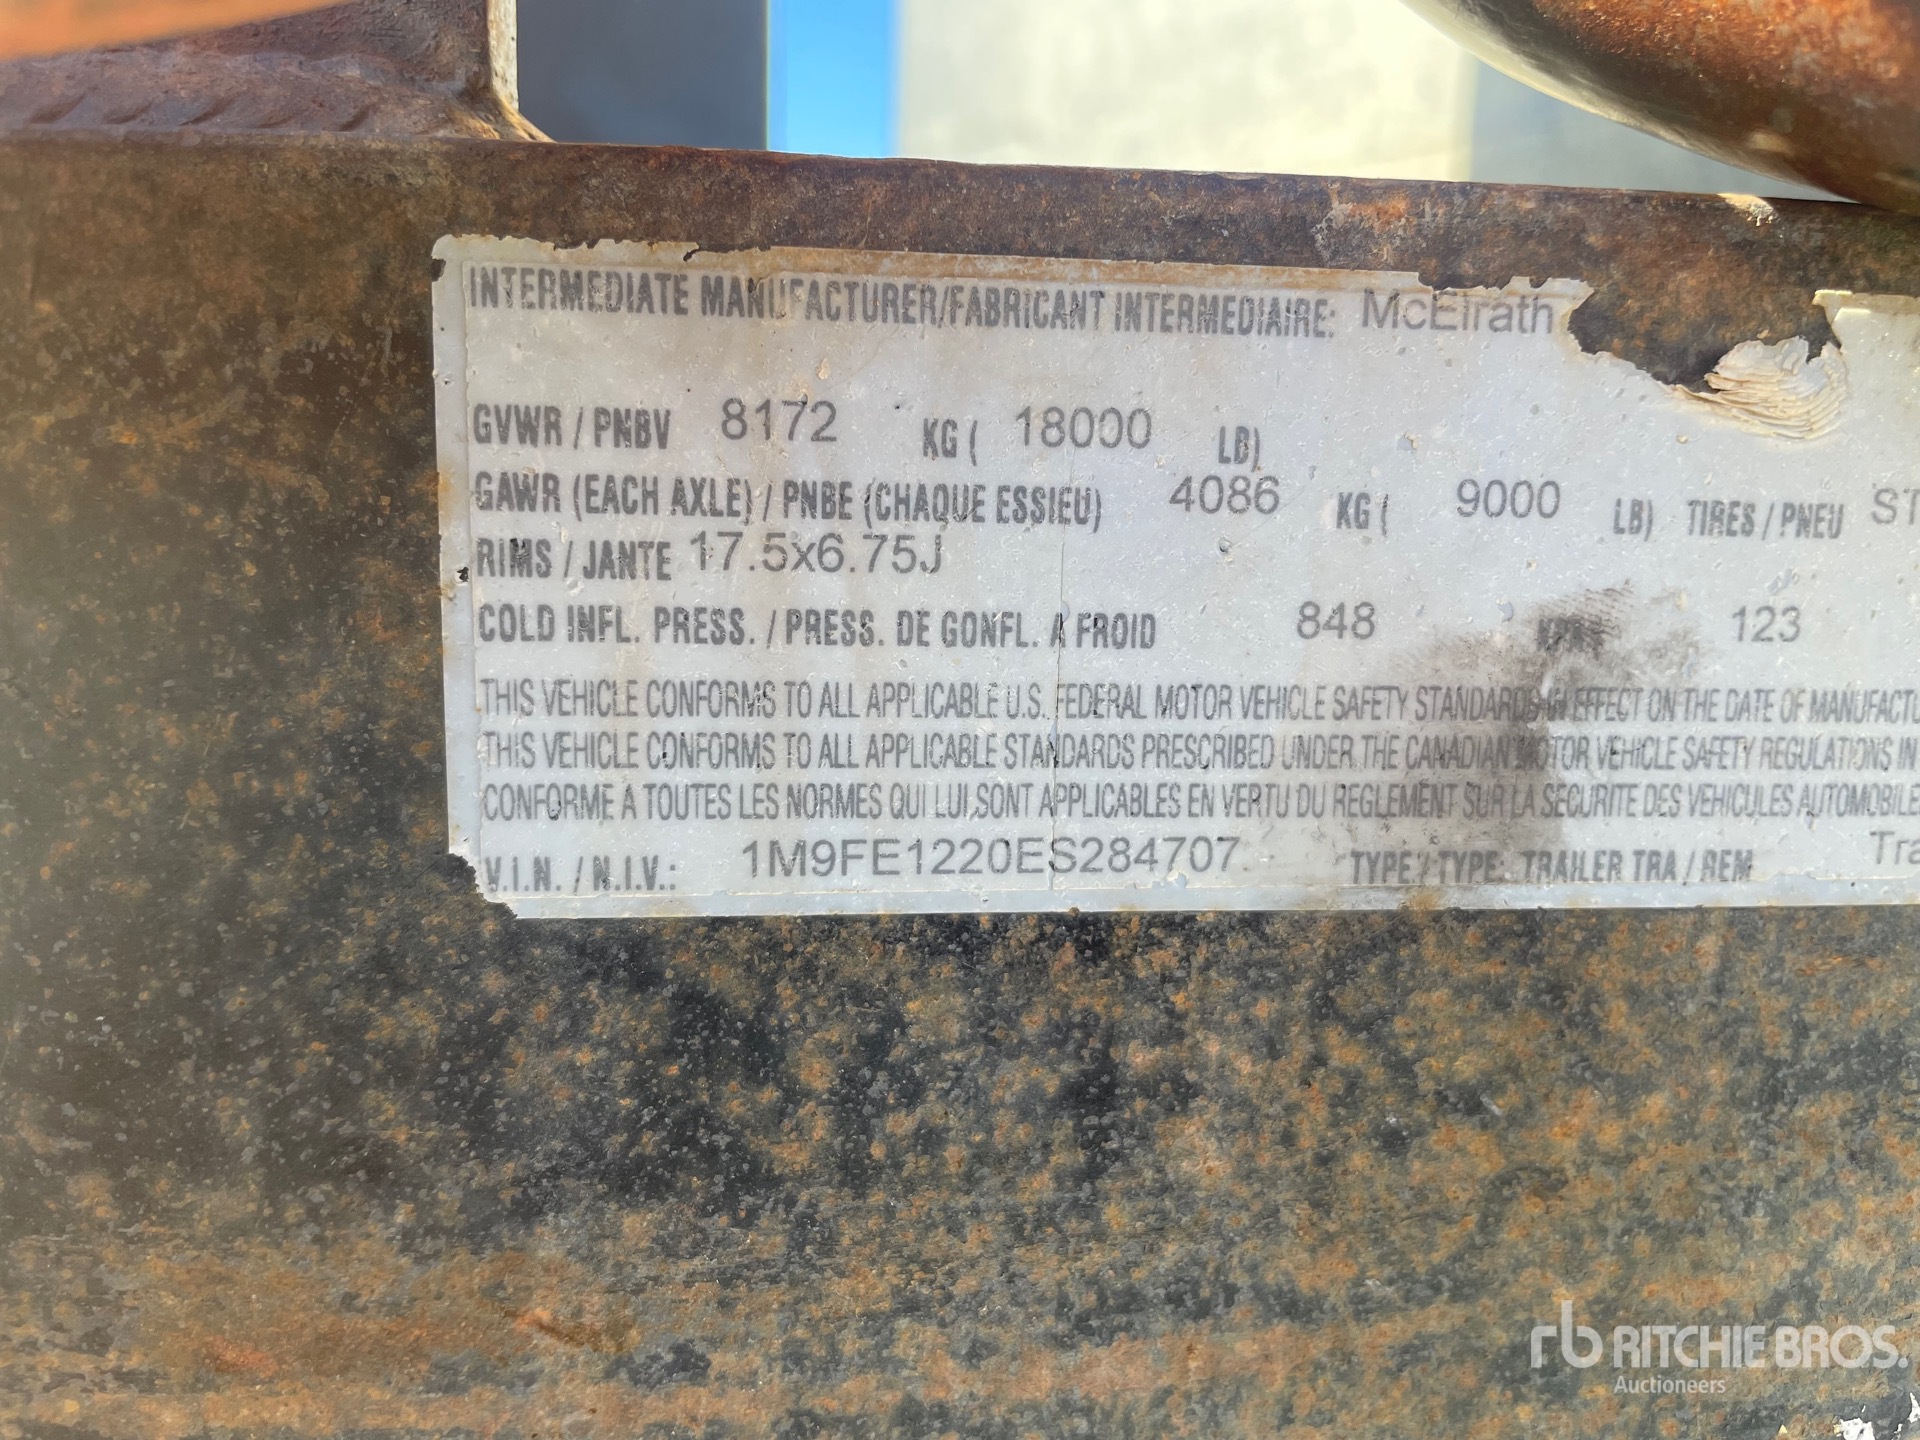 INTERMEDIATE MANUFACTURER/FABRICANT INTERMEDIAIRE: McElrath
GVWR / PNBV 8172 KG ( 18000 LB)
GAWR (EACH AXLE) / PNBE (CHAQUE ESSIEU) 4086 KG ( 9000 LB) TIRES / PNEU ST
RIMS / JANTE 17.5x6.75J
COLD INFL. PRESS. / PRESS. DE GONFL. A FROID 848 123
THIS VEHICLE CONFORMS TO ALL APPLICABLE U.S. FEDERAL MOTOR VEHICLE SAFETY STANDARDS IN EFFECT ON THE DATE OF MANUFACTU
THIS VEHICLE CONFORMS TO ALL APPLICABLE STANDARDS PRESCRIBED UNDER THE CANADIAN MOTOR VEHICLE SAFETY REGULATIONS IN
CONFORME A TOUTES LES NORMES QUI LUI SONT APPLICABLES EN VERTU DU REGLEMENT SUR LA SECURITE DES VEHICULES AUTOMOBILE
V.I.N. / N.I.V.: 1M9FE1220ES284707 TYPE / TYPE: TRAILER TRA / REM Tra
rb RITCHIE BROS.
Auctioneers